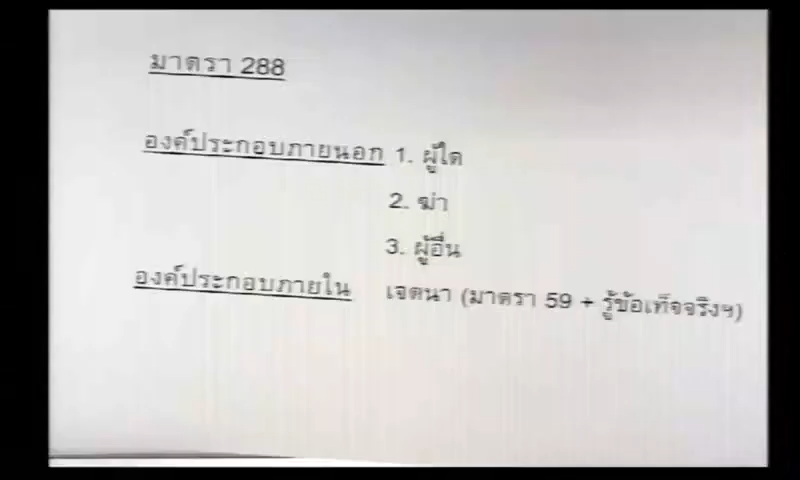 มาตรา 288
องค์ประกอบภายนอก 1. ผู้ใด
2. ฆ่า
3. ผู้อื่น
องค์ประกอบภายใน เจตนา (มาตรา 59 + รู้ข้อเท็จจริงฯ)